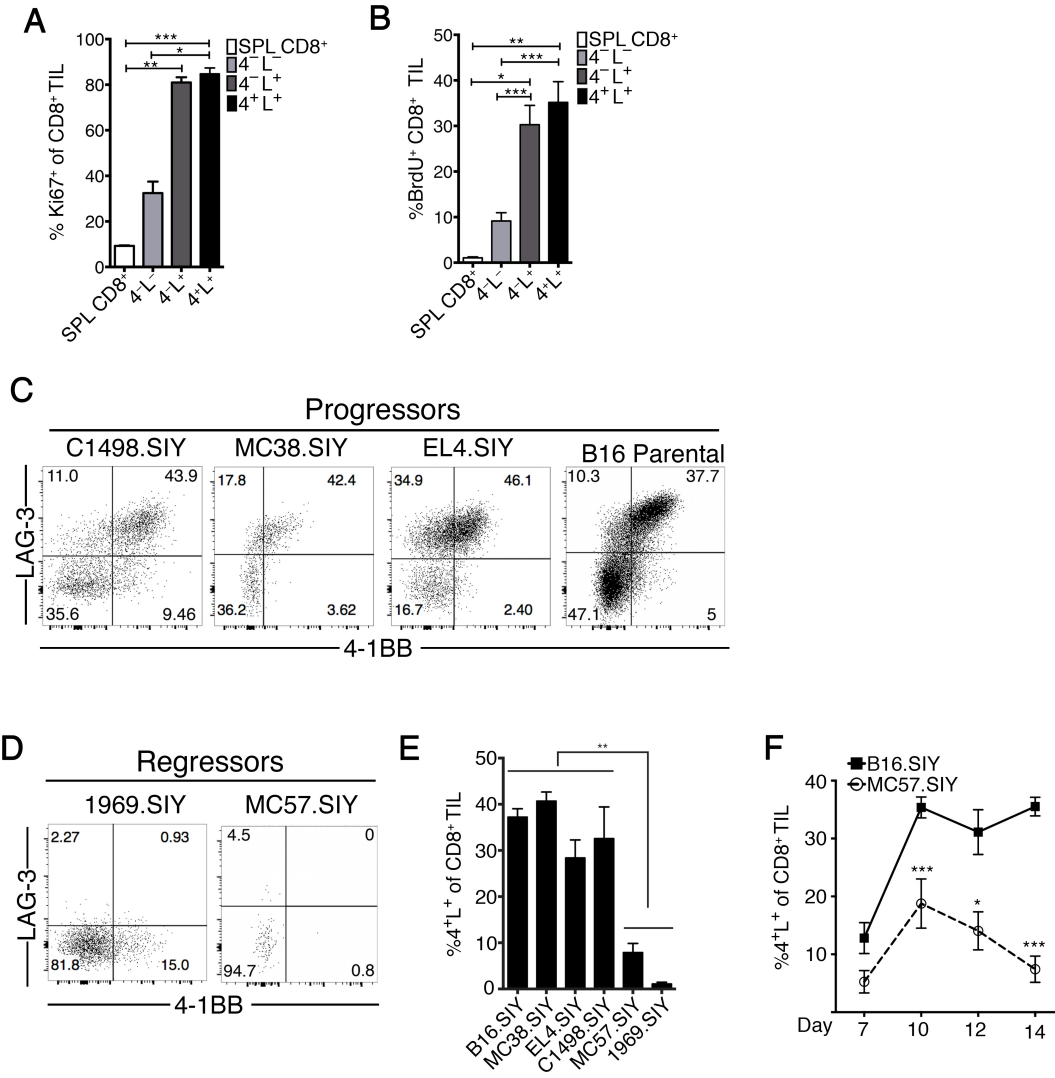 A
% Ki67⁺ of CD8⁺ TIL
100
80
60
40
20
0
***
*
**
SPL CD8⁺
4⁻L⁻
4⁻L⁺
4⁺L⁺
SPL CD8⁺
4⁻L⁻
4⁻L⁺
4⁺L⁺
B
%BrdU⁺ CD8⁺ TIL
50
40
30
20
10
0
**
***
*
***
SPL CD8⁺
4⁻L⁻
4⁻L⁺
4⁺L⁺
SPL CD8⁺
4⁻L⁻
4⁻L⁺
4⁺L⁺
C
Progressors
C1498.SIY MC38.SIY EL4.SIY B16 Parental
11.0 43.9 17.8 42.4 34.9 46.1 10.3 37.7
LAG-3
35.6 9.46 36.2 3.62 16.7 2.40 47.1 5
4-1BB
D
Regressors
1969.SIY MC57.SIY
2.27 0.93 4.5 0
LAG-3
81.8 15.0 94.7 0.8
4-1BB
E
%4⁺L⁺ of CD8⁺TIL
50
40
30
20
10
0
**
B16.SIY
MC38.SIY
EL4.SIY
C1498.SIY
MC57.SIY
1969.SIY
F
B16.SIY
MC57.SIY
%4⁺L⁺ of CD8⁺TIL
40
30
20
10
***
*
***
Day 7 10 12 14